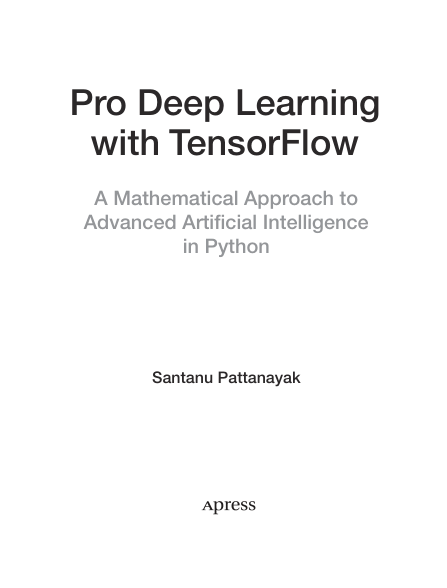 Pro Deep Learning
with TensorFlow
A Mathematical Approach to
Advanced Artificial Intelligence
in Python
Santanu Pattanayak
Apress